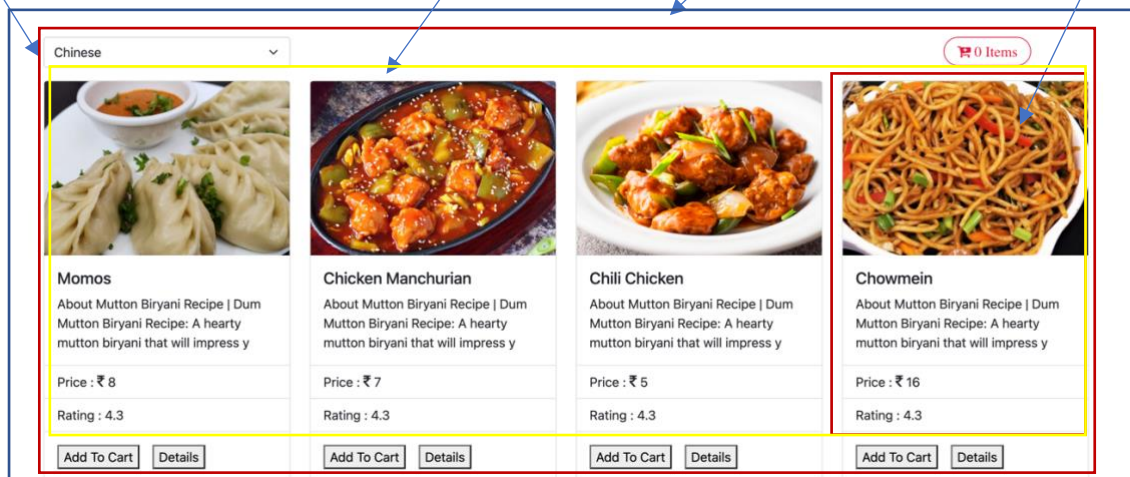 Chinese
0 Items
Momos
About Mutton Biryani Recipe | Dum
Mutton Biryani Recipe: A hearty
mutton biryani that will impress y
Price : ₹ 8
Rating : 4.3
Add To Cart Details
Chicken Manchurian
About Mutton Biryani Recipe | Dum
Mutton Biryani Recipe: A hearty
mutton biryani that will impress y
Price : ₹ 7
Rating : 4.3
Add To Cart Details
Chili Chicken
About Mutton Biryani Recipe | Dum
Mutton Biryani Recipe: A hearty
mutton biryani that will impress y
Price : ₹ 5
Rating : 4.3
Add To Cart Details
Chowmein
About Mutton Biryani Recipe | Dum
Mutton Biryani Recipe: A hearty
mutton biryani that will impress y
Price : ₹ 16
Rating : 4.3
Add To Cart Details